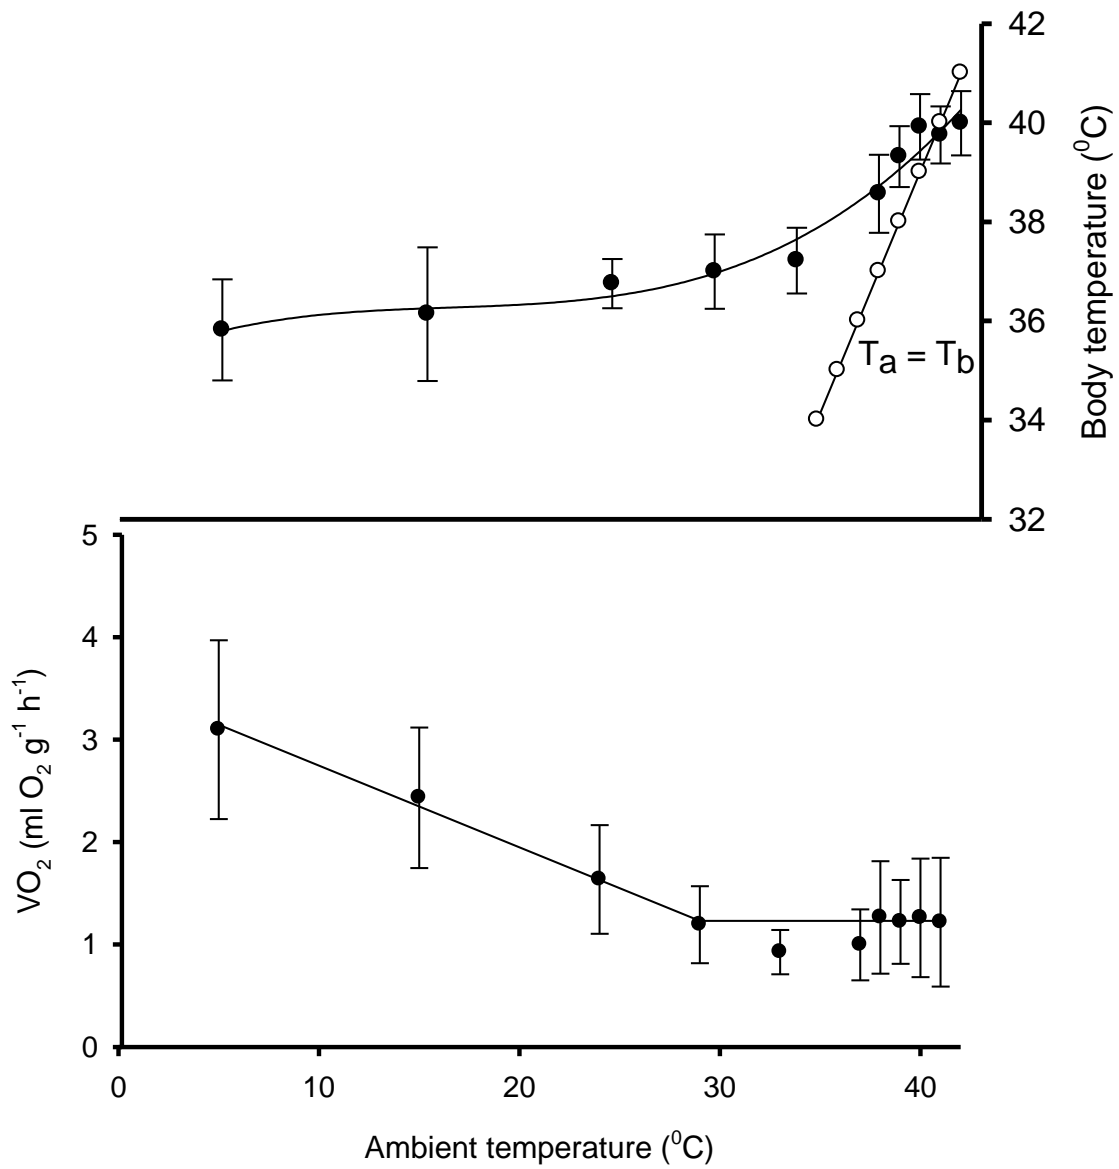 42
40
38
36
34
32
Body temperature (⁰C)
Tₐ = T_b
5
4
3
2
1
0
VO₂ (ml O₂ g⁻¹ h⁻¹)
0 10 20 30 40
Ambient temperature (⁰C)